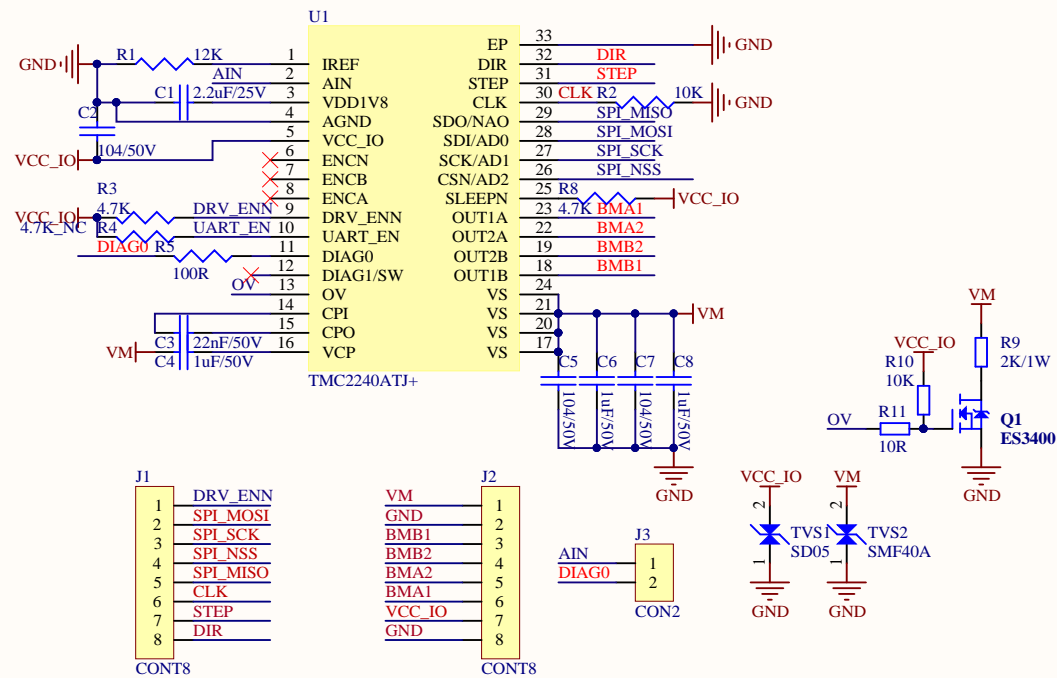 U1
GND
R1
12K
1
IREF
AIN
2
AIN
C1
2.2uF/25V
3
VDD1V8
C2
4
AGND
104/50V
5
VCC_IO
VCC_IO
6
ENCN
7
ENCB
8
ENCA
R3
4.7K
VCC_IO
DRV_ENN
9
DRV_ENN
4.7K_NC
R4
UART_EN
10
UART_EN
DIAG0
R5
100R
11
DIAG0
12
DIAG1/SW
OV
13
OV
14
CPI
C3
22nF/50V
15
CPO
VM
C4
1uF/50V
16
VCP
TMC2240ATJ+
EP
33
GND
DIR
32
DIR
STEP
31
STEP
CLK
30
CLK
R2
10K
GND
SDO/NAO
29
SPI_MISO
SDI/AD0
28
SPI_MOSI
SCK/AD1
27
SPI_SCK
CSN/AD2
26
SPI_NSS
SLEEPN
25
R8
4.7K
VCC_IO
OUT1A
23
BMA1
OUT2A
22
BMA2
OUT2B
19
BMB2
OUT1B
18
BMB1
VS
24
VS
21
VM
VS
20
VS
17
C5
104/50V
C6
1uF/50V
C7
104/50V
C8
1uF/50V
GND
VM
R9
2K/1W
VCC_IO
R10
10K
OV
R11
10R
Q1
ES3400
GND
J1
1
DRV_ENN
2
SPI_MOSI
3
SPI_SCK
4
SPI_NSS
5
SPI_MISO
6
CLK
7
STEP
8
DIR
CONT8
J2
VM
1
GND
2
BMB1
3
BMB2
4
BMA2
5
BMA1
6
VCC_IO
7
GND
8
CONT8
J3
AIN
1
DIAG0
2
CON2
VCC_IO
2
TVS1
SD05
1
GND
VM
2
TVS2
SMF40A
1
GND